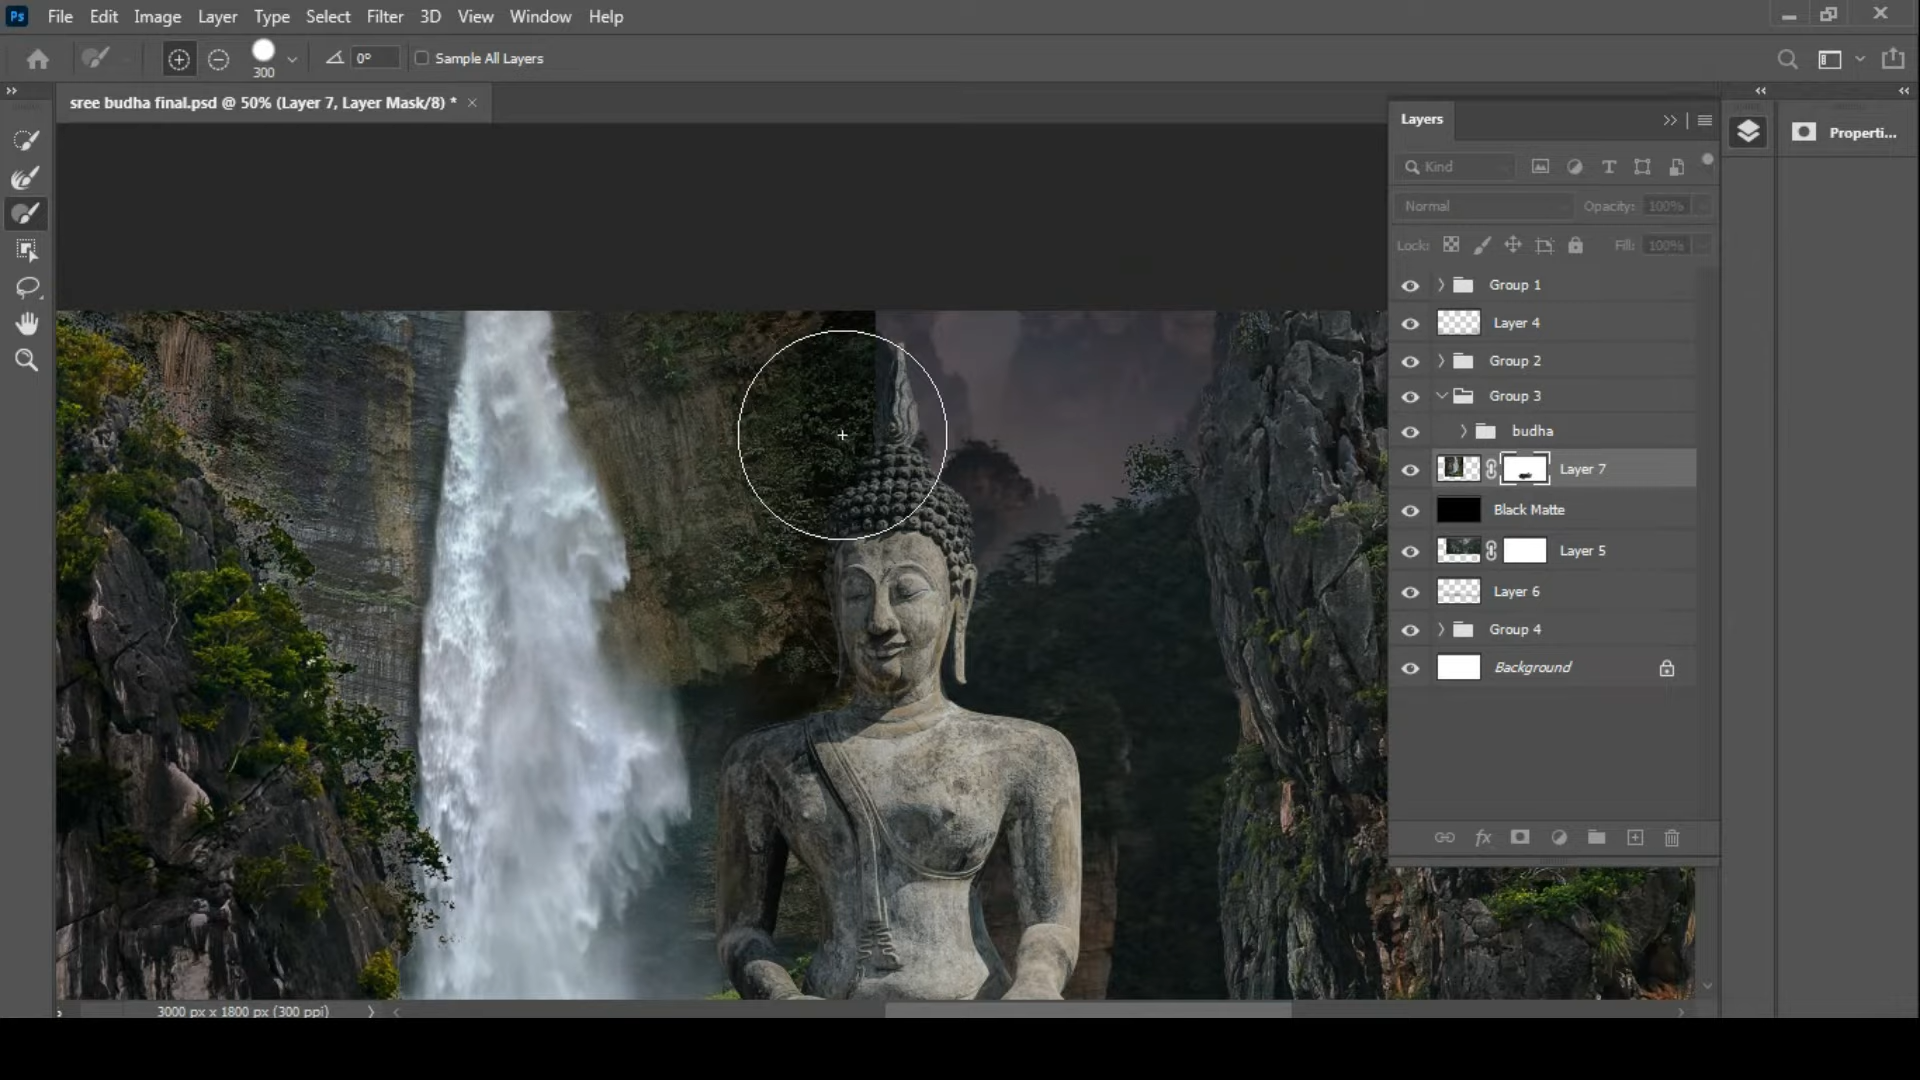 Ps File Edit Image Layer Type Select Filter 3D View Window Help
300 0° Sample All Layers
sree budha final.psd @ 50% (Layer 7, Layer Mask/8) *
Layers
Properti...
Kind
Normal Opacity: 100%
Lock: Fill: 100%
Group 1
Layer 4
Group 2
Group 3
budha
Layer 7
Black Matte
Layer 5
Layer 6
Group 4
Background
fx
3000 px x 1800 px (300 ppi)